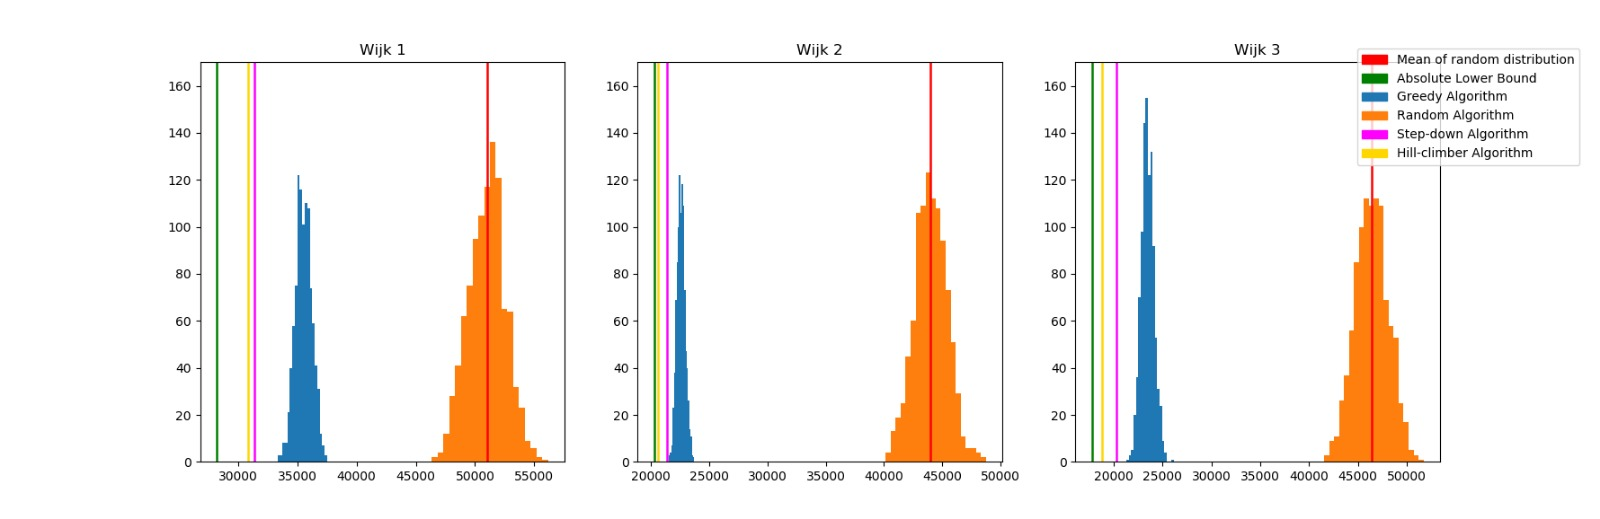 Wijk 1
160
140
120
100
80
60
40
20
0
30000 35000 40000 45000 50000 55000
Wijk 2
160
140
120
100
80
60
40
20
0
20000 25000 30000 35000 40000 45000 50000
Wijk 3
160
140
120
100
80
60
40
20
0
20000 25000 30000 35000 40000 45000 50000
Mean of random distribution
Absolute Lower Bound
Greedy Algorithm
Random Algorithm
Step-down Algorithm
Hill-climber Algorithm